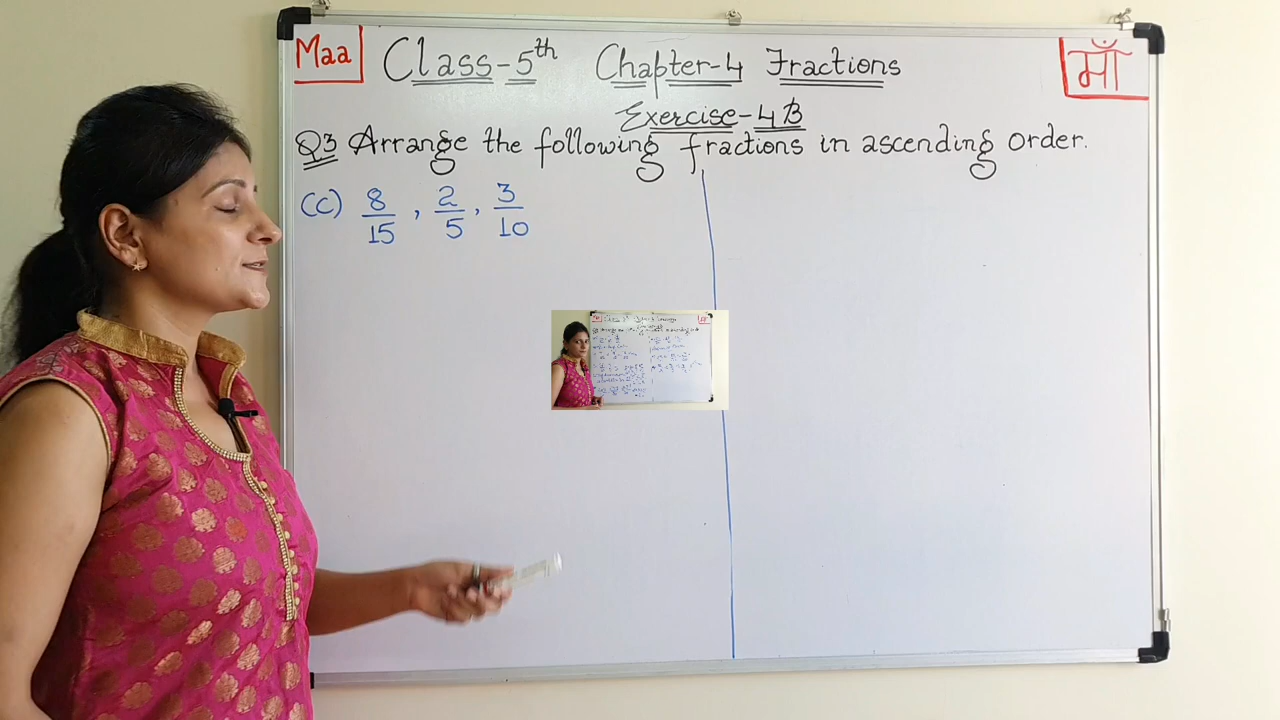 Maa Class-5th Chapter-4 Fractions माँ
Exercise-4B
Q3 Arrange the following fractions in ascending order.
(C) 8/15, 2/5, 3/10